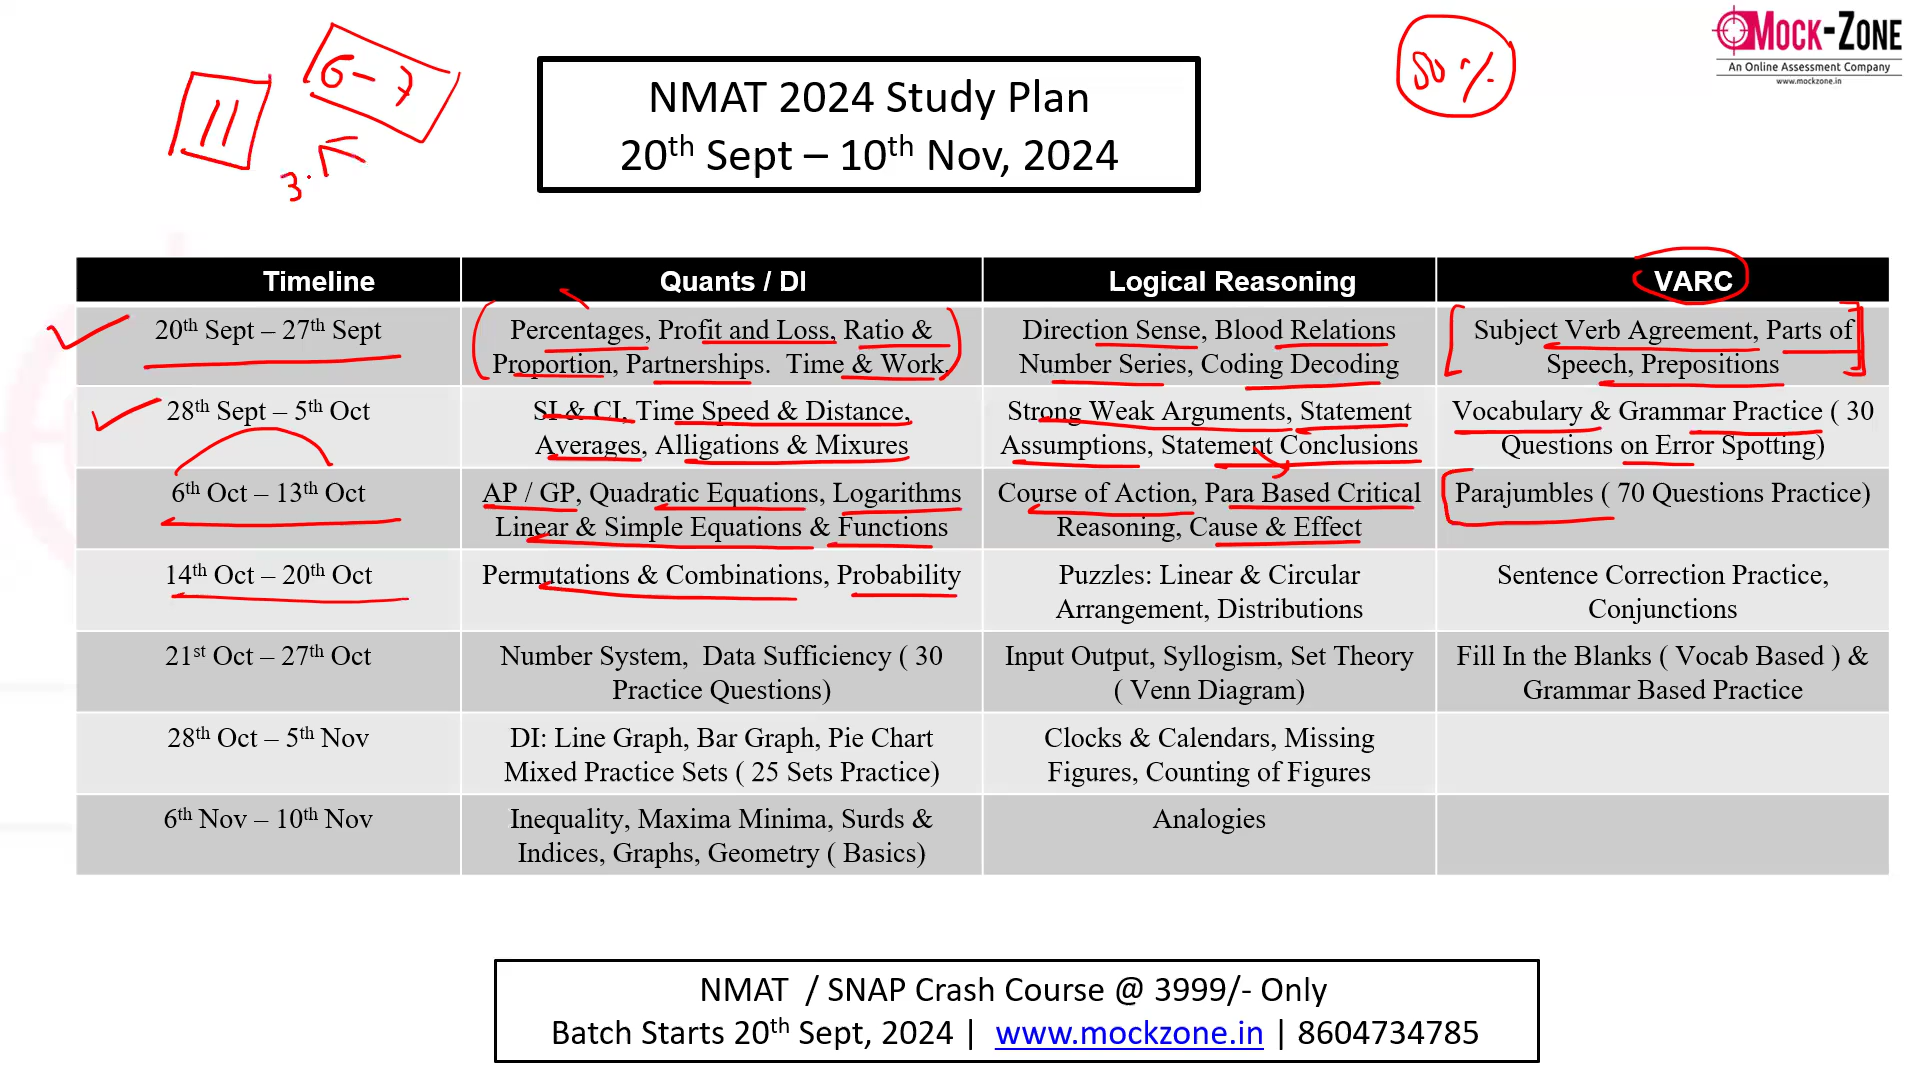 11
6-7
3.
80%
MOCK-ZONE
An Online Assessment Company
www.mockzone.in
NMAT 2024 Study Plan
20th Sept – 10th Nov, 2024
Timeline
Quants / DI
Logical Reasoning
VARC
20th Sept – 27th Sept
Percentages, Profit and Loss, Ratio &
Proportion, Partnerships. Time & Work.
Direction Sense, Blood Relations
Number Series, Coding Decoding
Subject Verb Agreement, Parts of
Speech, Prepositions
28th Sept – 5th Oct
SI & CI, Time Speed & Distance,
Averages, Alligations & Mixures
Strong Weak Arguments, Statement
Assumptions, Statement Conclusions
Vocabulary & Grammar Practice ( 30
Questions on Error Spotting)
6th Oct – 13th Oct
AP / GP, Quadratic Equations, Logarithms
Linear & Simple Equations & Functions
Course of Action, Para Based Critical
Reasoning, Cause & Effect
Parajumbles ( 70 Questions Practice)
14th Oct – 20th Oct
Permutations & Combinations, Probability
Puzzles: Linear & Circular
Arrangement, Distributions
Sentence Correction Practice,
Conjunctions
21st Oct – 27th Oct
Number System, Data Sufficiency ( 30
Practice Questions)
Input Output, Syllogism, Set Theory
( Venn Diagram)
Fill In the Blanks ( Vocab Based ) &
Grammar Based Practice
28th Oct – 5th Nov
DI: Line Graph, Bar Graph, Pie Chart
Mixed Practice Sets ( 25 Sets Practice)
Clocks & Calendars, Missing
Figures, Counting of Figures
6th Nov – 10th Nov
Inequality, Maxima Minima, Surds &
Indices, Graphs, Geometry ( Basics)
Analogies
NMAT / SNAP Crash Course @ 3999/- Only
Batch Starts 20th Sept, 2024 | www.mockzone.in | 8604734785